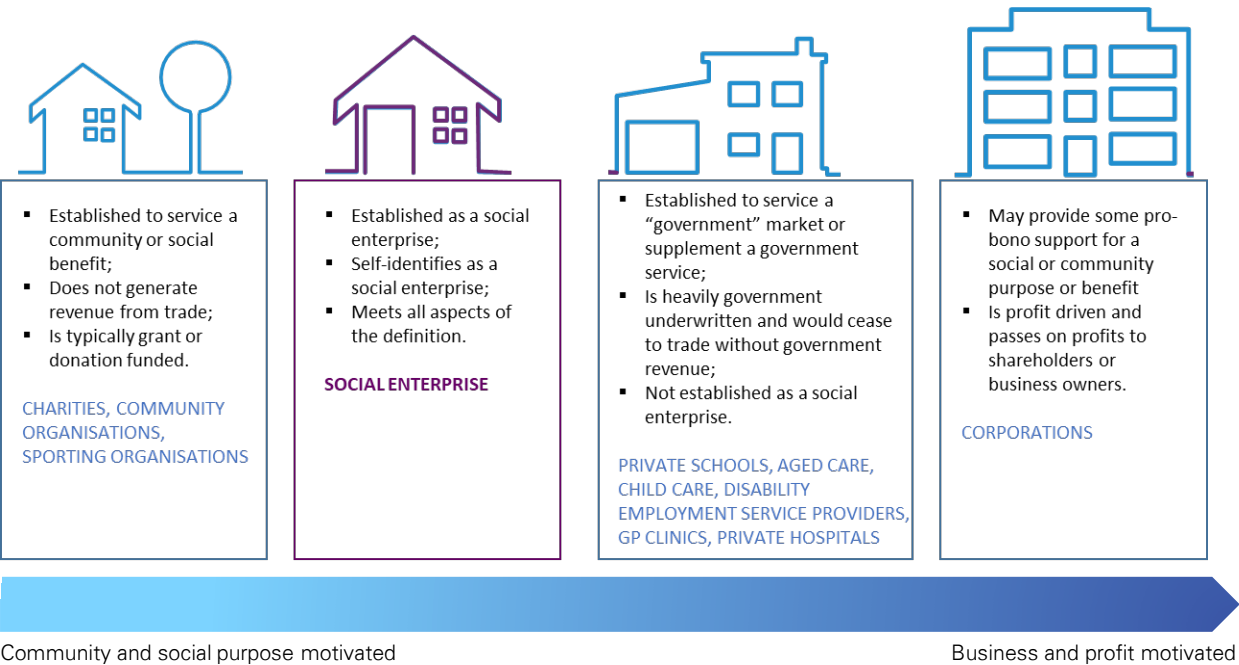 ▪ Established to service a
community or social
benefit;
▪ Does not generate
revenue from trade;
▪ Is typically grant or
donation funded.
CHARITIES, COMMUNITY
ORGANISATIONS,
SPORTING ORGANISATIONS
▪ Established as a social
enterprise;
▪ Self-identifies as a
social enterprise;
▪ Meets all aspects of
the definition.
SOCIAL ENTERPRISE
▪ Established to service a
“government” market or
supplement a government
service;
▪ Is heavily government
underwritten and would cease
to trade without government
revenue;
▪ Not established as a social
enterprise.
PRIVATE SCHOOLS, AGED CARE,
CHILD CARE, DISABILITY
EMPLOYMENT SERVICE PROVIDERS,
GP CLINICS, PRIVATE HOSPITALS
▪ May provide some pro-
bono support for a
social or community
purpose or benefit
▪ Is profit driven and
passes on profits to
shareholders or
business owners.
CORPORATIONS
Community and social purpose motivated
Business and profit motivated